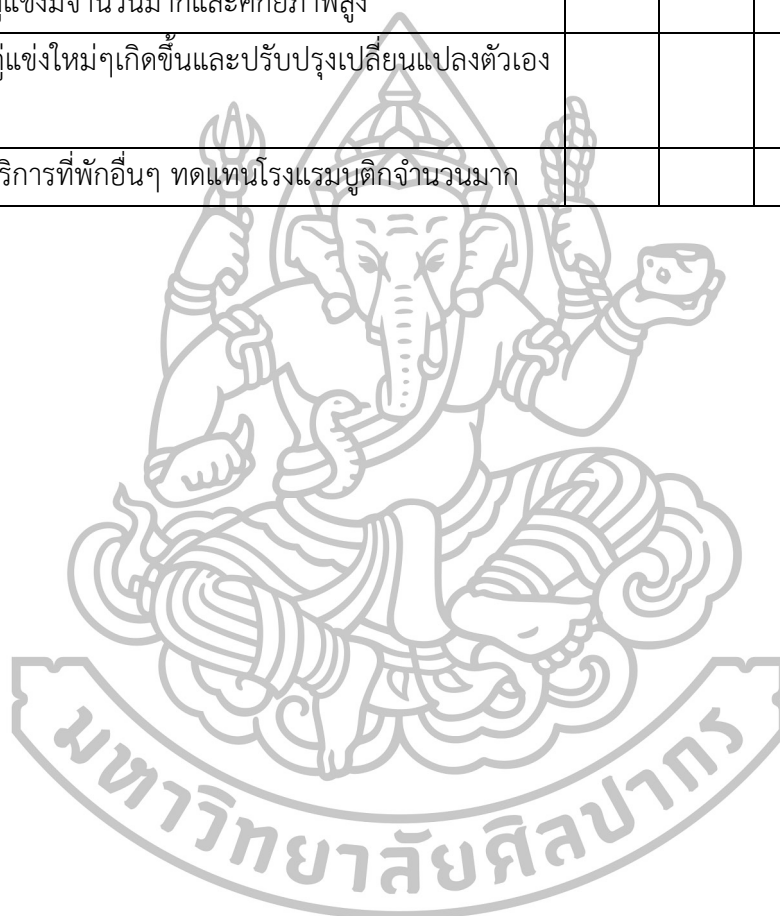 คู่แข่งมีจำนวนมากและศักยภาพสูง
คู่แข่งใหม่ๆเกิดขึ้นและปรับปรุงเปลี่ยนแปลงตัวเอง
ริการที่พักอื่นๆ ทดแทนโรงแรมบูติกจำนวนมาก
มหาวิทยาลัยศิลปากร